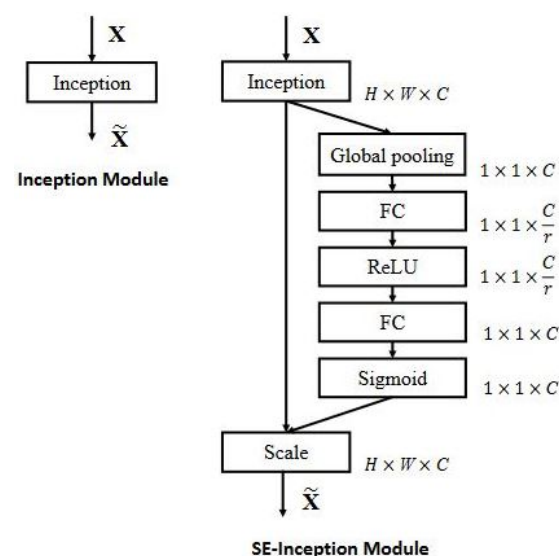 X
Inception
X̃
Inception Module
X
Inception
H × W × C
Global pooling
1 × 1 × C
FC
1 × 1 × C/r
ReLU
1 × 1 × C/r
FC
1 × 1 × C
Sigmoid
1 × 1 × C
Scale
H × W × C
X̃
SE-Inception Module